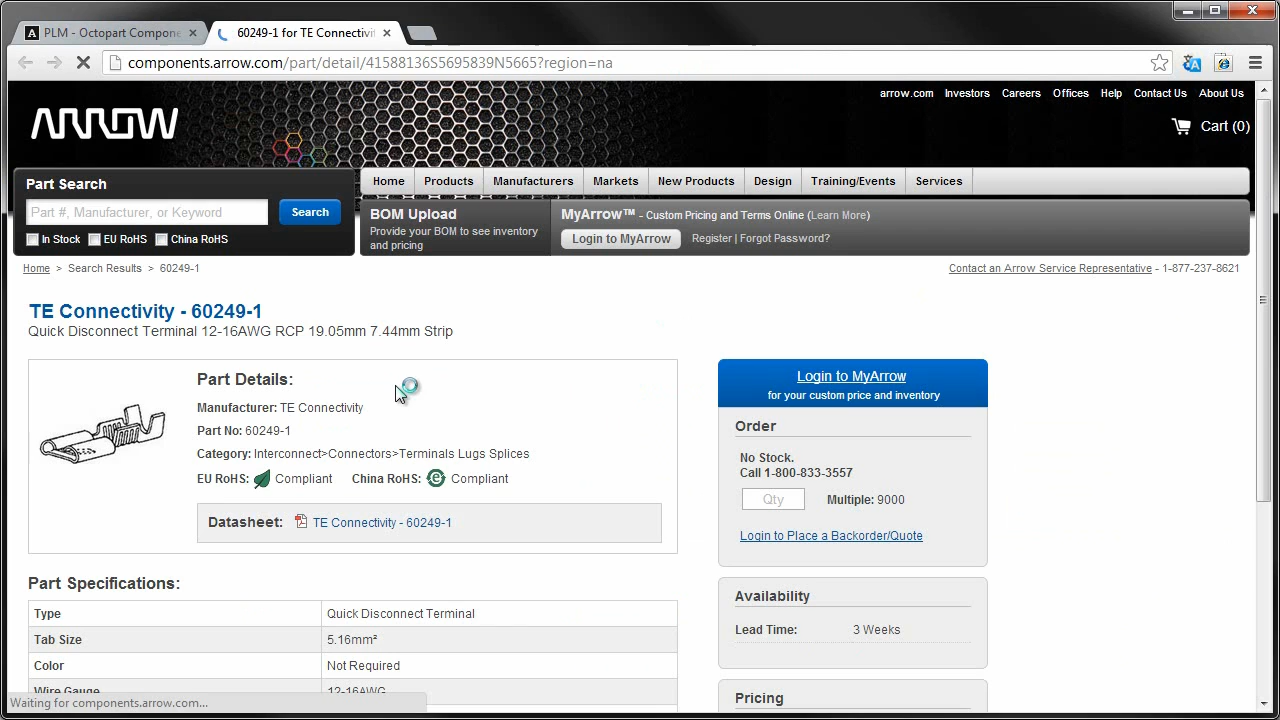 PLM - Octopart Compone
60249-1 for TE Connectivi
components.arrow.com/part/detail/41588136S5695839N5665?region=na
arrow.com Investors Careers Offices Help Contact Us About Us
ARROW
Cart (0)
Part Search
Part #, Manufacturer, or Keyword
Search
In Stock EU RoHS China RoHS
Home Products Manufacturers Markets New Products Design Training/Events Services
BOM Upload
Provide your BOM to see inventory
and pricing
MyArrow™ - Custom Pricing and Terms Online (Learn More)
Login to MyArrow Register | Forgot Password?
Home > Search Results > 60249-1
Contact an Arrow Service Representative - 1-877-237-8621
TE Connectivity - 60249-1
Quick Disconnect Terminal 12-16AWG RCP 19.05mm 7.44mm Strip
Part Details:
Manufacturer: TE Connectivity
Part No: 60249-1
Category: Interconnect>Connectors>Terminals Lugs Splices
EU RoHS: Compliant China RoHS: Compliant
Datasheet: TE Connectivity - 60249-1
Login to MyArrow
for your custom price and inventory
Order
No Stock.
Call 1-800-833-3557
Qty Multiple: 9000
Login to Place a Backorder/Quote
Availability
Lead Time: 3 Weeks
Pricing
Part Specifications:
Type Quick Disconnect Terminal
Tab Size 5.16mm²
Color Not Required
Wire Gauge 12-16AWG
Waiting for components.arrow.com...